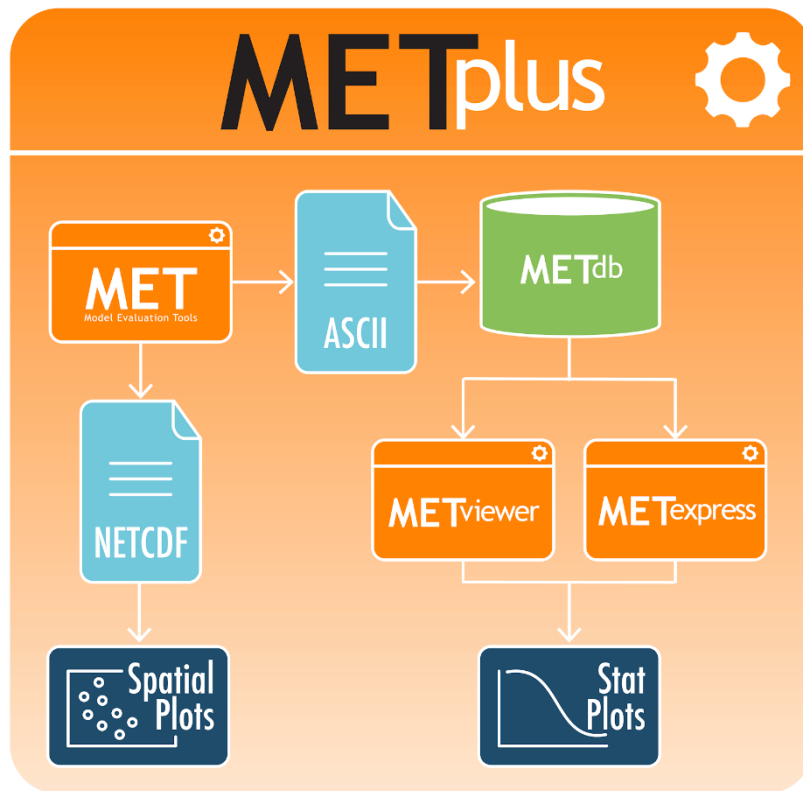 METplus
MET
Model Evaluation Tools
ASCII
METdb
NETCDF
METviewer
METexpress
Spatial
Plots
Stat
Plots